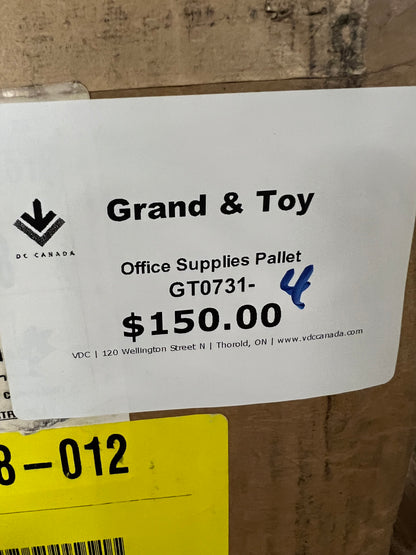 Grand & Toy
DC CANADA
Office Supplies Pallet
GT0731-4
$150.00
VDC | 120 Wellington Street N | Thorold, ON | www.vdccanada.com
8-012